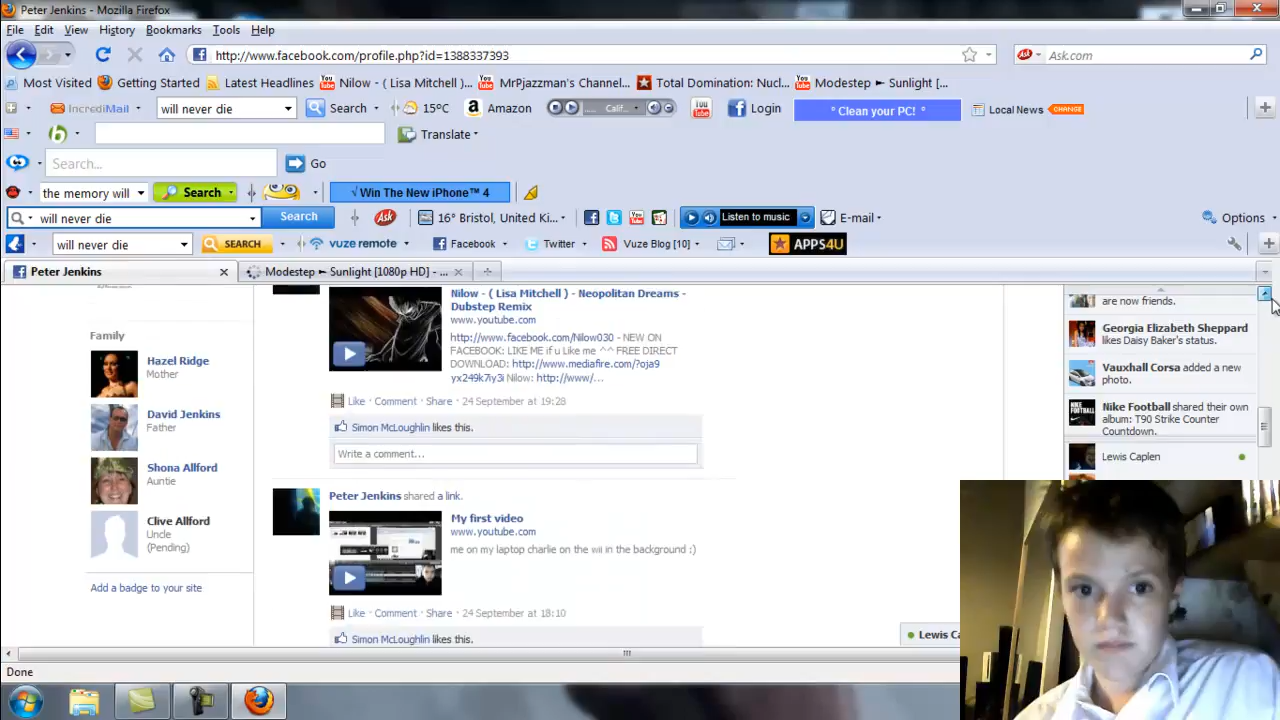 Peter Jenkins - Mozilla Firefox
File Edit View History Bookmarks Tools Help
http://www.facebook.com/profile.php?id=1388337393 Ask Ask.com
Most Visited Getting Started Latest Headlines Nilow - ( Lisa Mitchell )... MrPjazzman's Channel... Total Domination: Nucl... Modestep ► Sunlight [...
IncrediMail will never die Search 15ºC Amazon .... Calif... Login ° Clean your PC! ° Local News CHANGE
b Translate
Search... Go
the memory will Search √ Win The New iPhone™ 4
will never die Search Ask 16° Bristol, United Ki... Listen to music E-mail Options
will never die SEARCH vuze remote Facebook Twitter Vuze Blog [10] APPS4U
Peter Jenkins Modestep ► Sunlight [1080p HD] - ...
Family
Hazel Ridge
Mother
David Jenkins
Father
Shona Allford
Auntie
Clive Allford
Uncle
(Pending)
Add a badge to your site
Nilow - ( Lisa Mitchell ) - Neopolitan Dreams -
Dubstep Remix
www.youtube.com
http://www.facebook.com/Nilow030 - NEW ON
FACEBOOK: LIKE ME if u Like me ^^ FREE DIRECT
DOWNLOAD: http://www.mediafire.com/?oja9
yx249k7iy3i Nilow: http://www/...
Like · Comment · Share · 24 September at 19:28
Simon McLoughlin likes this.
Write a comment...
Peter Jenkins shared a link.
My first video
www.youtube.com
me on my laptop charlie on the wii in the background :)
Like · Comment · Share · 24 September at 18:10
Simon McLoughlin likes this.
are now friends.
Georgia Elizabeth Sheppard
likes Daisy Baker's status.
Vauxhall Corsa added a new
photo.
NIKE FOOTBALL
Nike Football shared their own
album: T90 Strike Counter
Countdown.
Lewis Caplen
Lewis Ca
Done